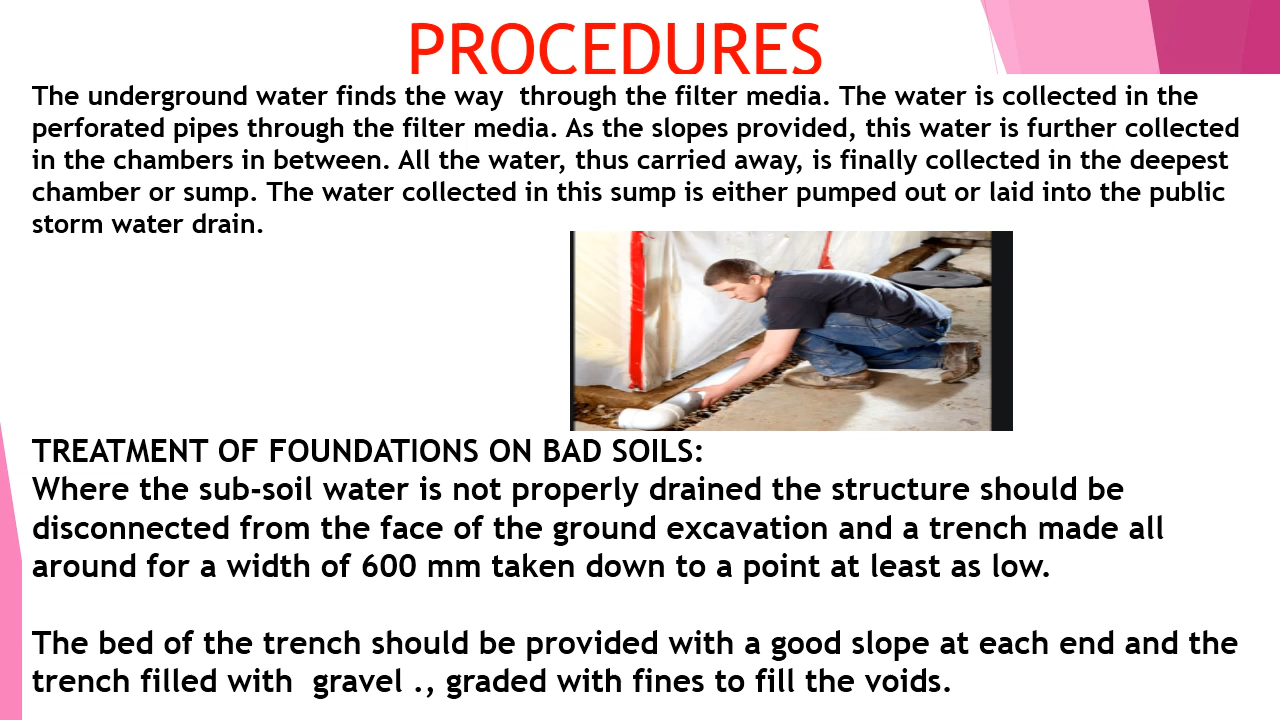 PROCEDURES
The underground water finds the way  through the filter media. The water is collected in the
perforated pipes through the filter media. As the slopes provided, this water is further collected
in the chambers in between. All the water, thus carried away, is finally collected in the deepest
chamber or sump. The water collected in this sump is either pumped out or laid into the public
storm water drain.
TREATMENT OF FOUNDATIONS ON BAD SOILS:
Where the sub-soil water is not properly drained the structure should be
disconnected from the face of the ground excavation and a trench made all
around for a width of 600 mm taken down to a point at least as low.
The bed of the trench should be provided with a good slope at each end and the
trench filled with  gravel ., graded with fines to fill the voids.